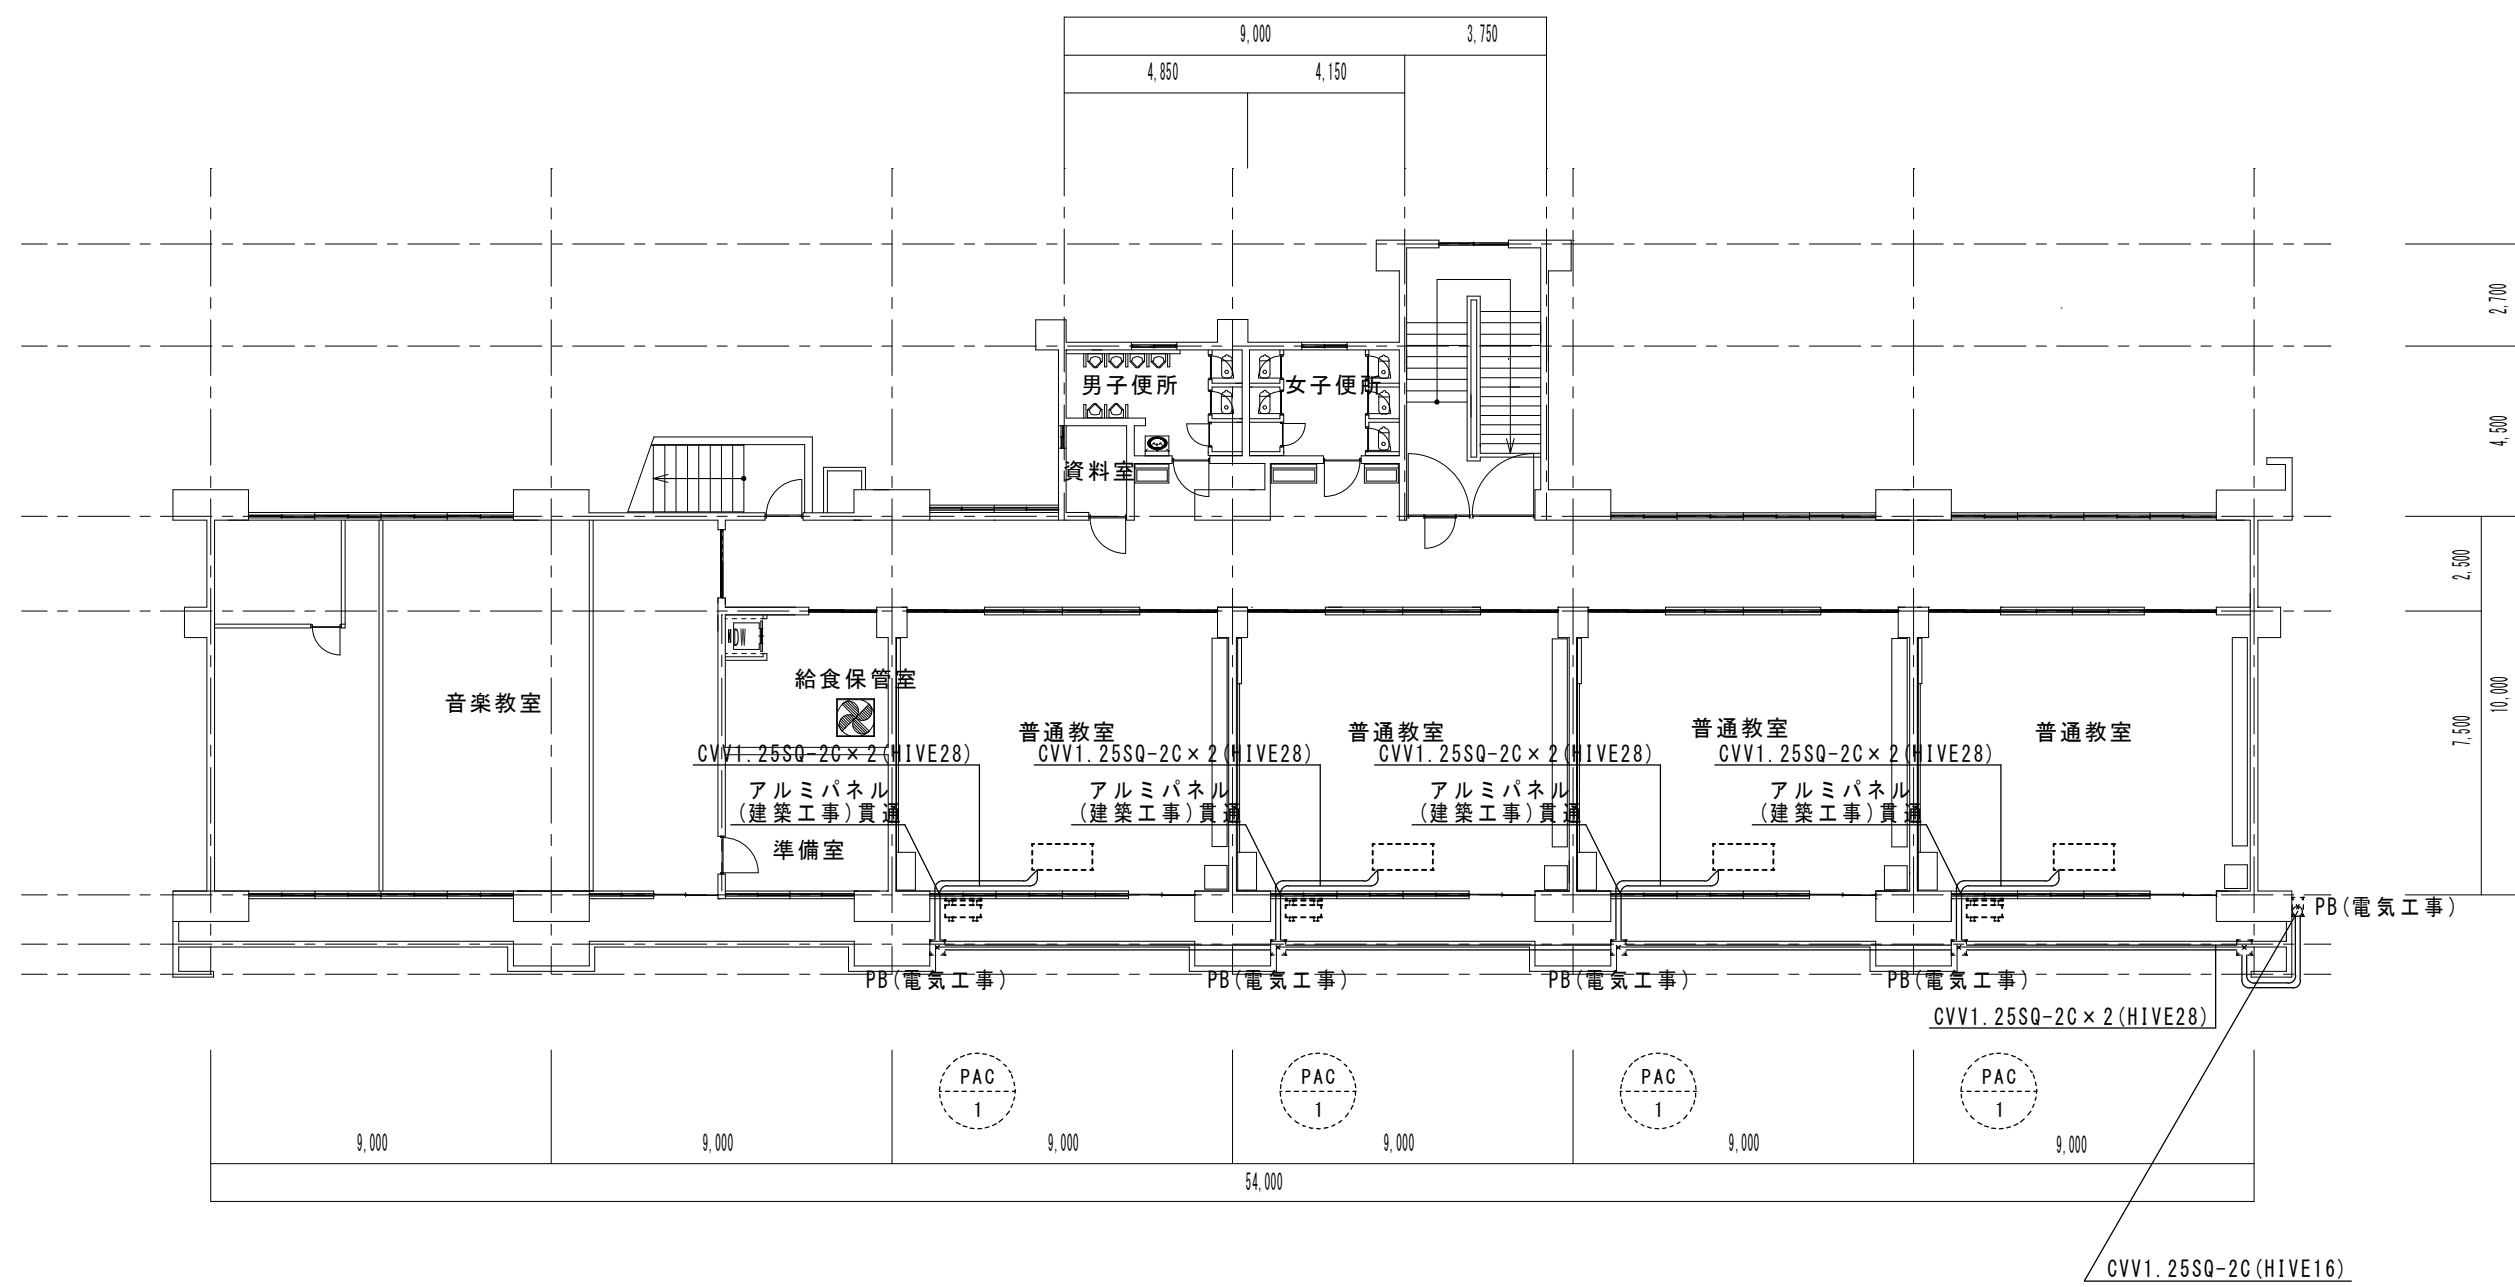 9,000
3,750
4,850
4,150
2,700
4,500
2,500
7,500
10,000
男子便所
女子便所
資料室
DW
給食保管室
音楽教室
普通教室
普通教室
普通教室
普通教室
CVV1.25SQ-2C×2(HIVE28)
CVV1.25SQ-2C×2(HIVE28)
CVV1.25SQ-2C×2(HIVE28)
CVV1.25SQ-2C×2(HIVE28)
アルミパネル
(建築工事)貫通
アルミパネル
(建築工事)貫通
アルミパネル
(建築工事)貫通
アルミパネル
(建築工事)貫通
準備室
PB(電気工事)
PB(電気工事)
PB(電気工事)
PB(電気工事)
PB(電気工事)
CVV1.25SQ-2C×2(HIVE28)
PAC
1
PAC
1
PAC
1
PAC
1
9,000
9,000
9,000
9,000
9,000
9,000
54,000
CVV1.25SQ-2C(HIVE16)